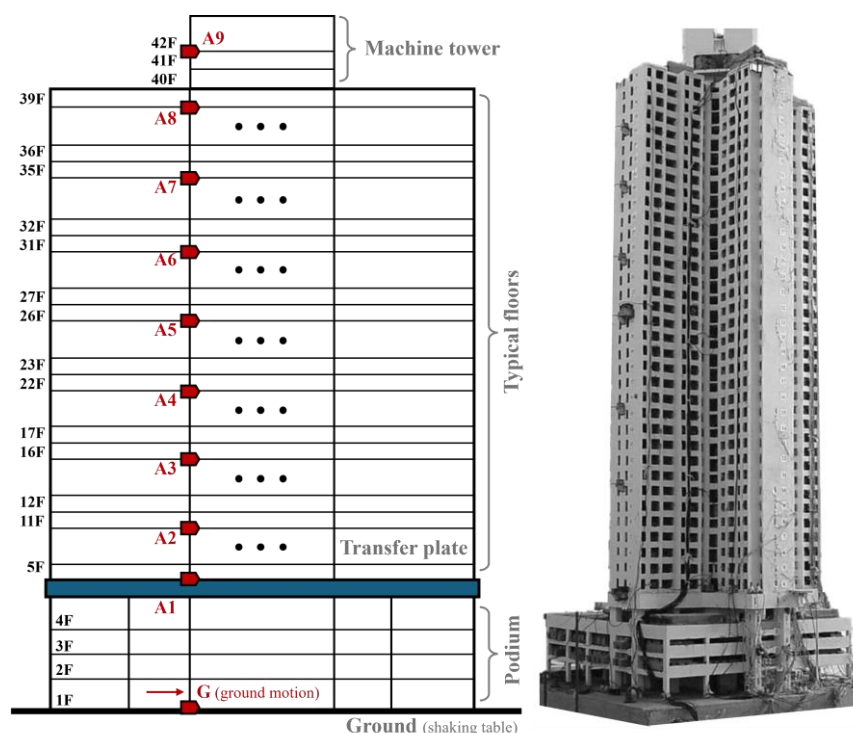 42F
A9
41F
40F
Machine tower
39F
A8
36F
35F
A7
32F
31F
A6
27F
26F
A5
23F
22F
A4
17F
16F
A3
12F
11F
A2
Transfer plate
5F
Typical floors
A1
4F
3F
2F
1F
G (ground motion)
Podium
Ground (shaking table)